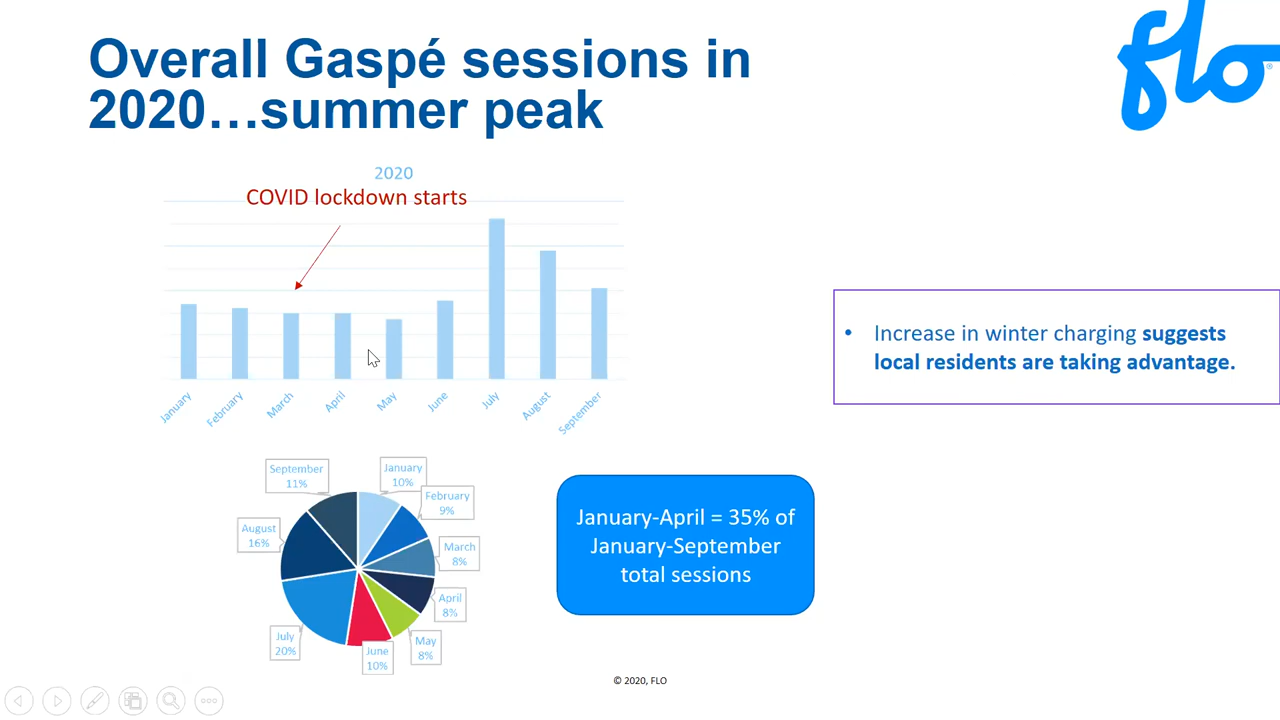 Overall Gaspé sessions in
2020…summer peak
flo®
2020
COVID lockdown starts
January
February
March
April
May
June
July
August
September
• Increase in winter charging suggests
local residents are taking advantage.
September
11%
January
10%
February
9%
August
16%
March
8%
April
8%
July
20%
May
8%
June
10%
January-April = 35% of
January-September
total sessions
© 2020, FLO